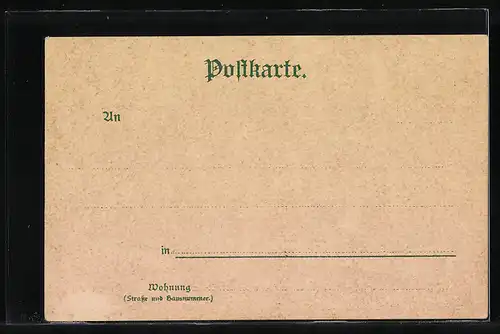 Postkarte.
An
in
Wohnung
(Straße und Hausnummer.)